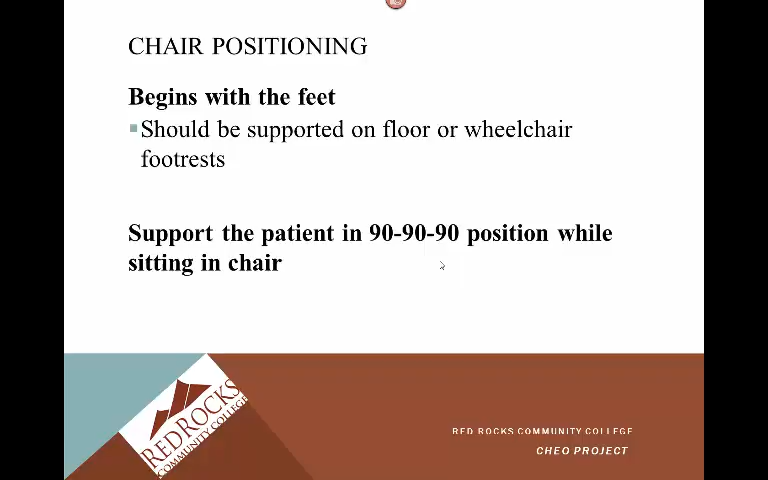 CHAIR POSITIONING
Begins with the feet
Should be supported on floor or wheelchair
footrests
Support the patient in 90-90-90 position while
sitting in chair
RED ROCKS
COMMUNITY COLLEGE
RED ROCKS COMMUNITY COLLEGE
CHEO PROJECT